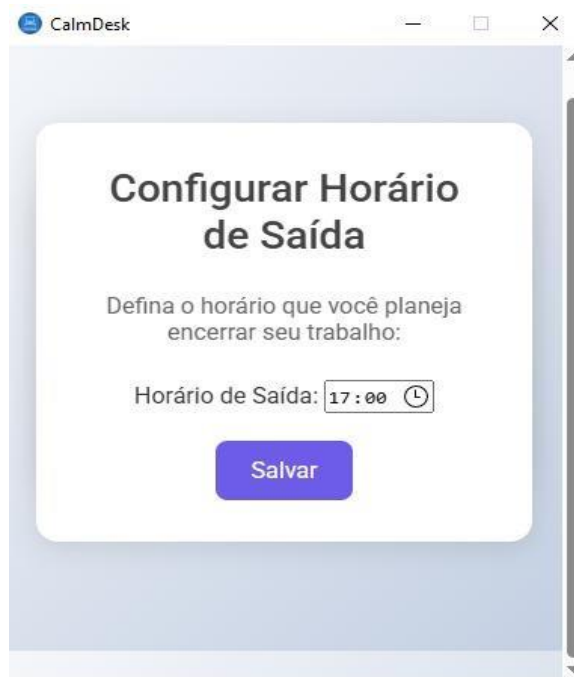 CalmDesk
Configurar Horário
de Saída
Defina o horário que você planeja
encerrar seu trabalho:
Horário de Saída: 17:00
Salvar